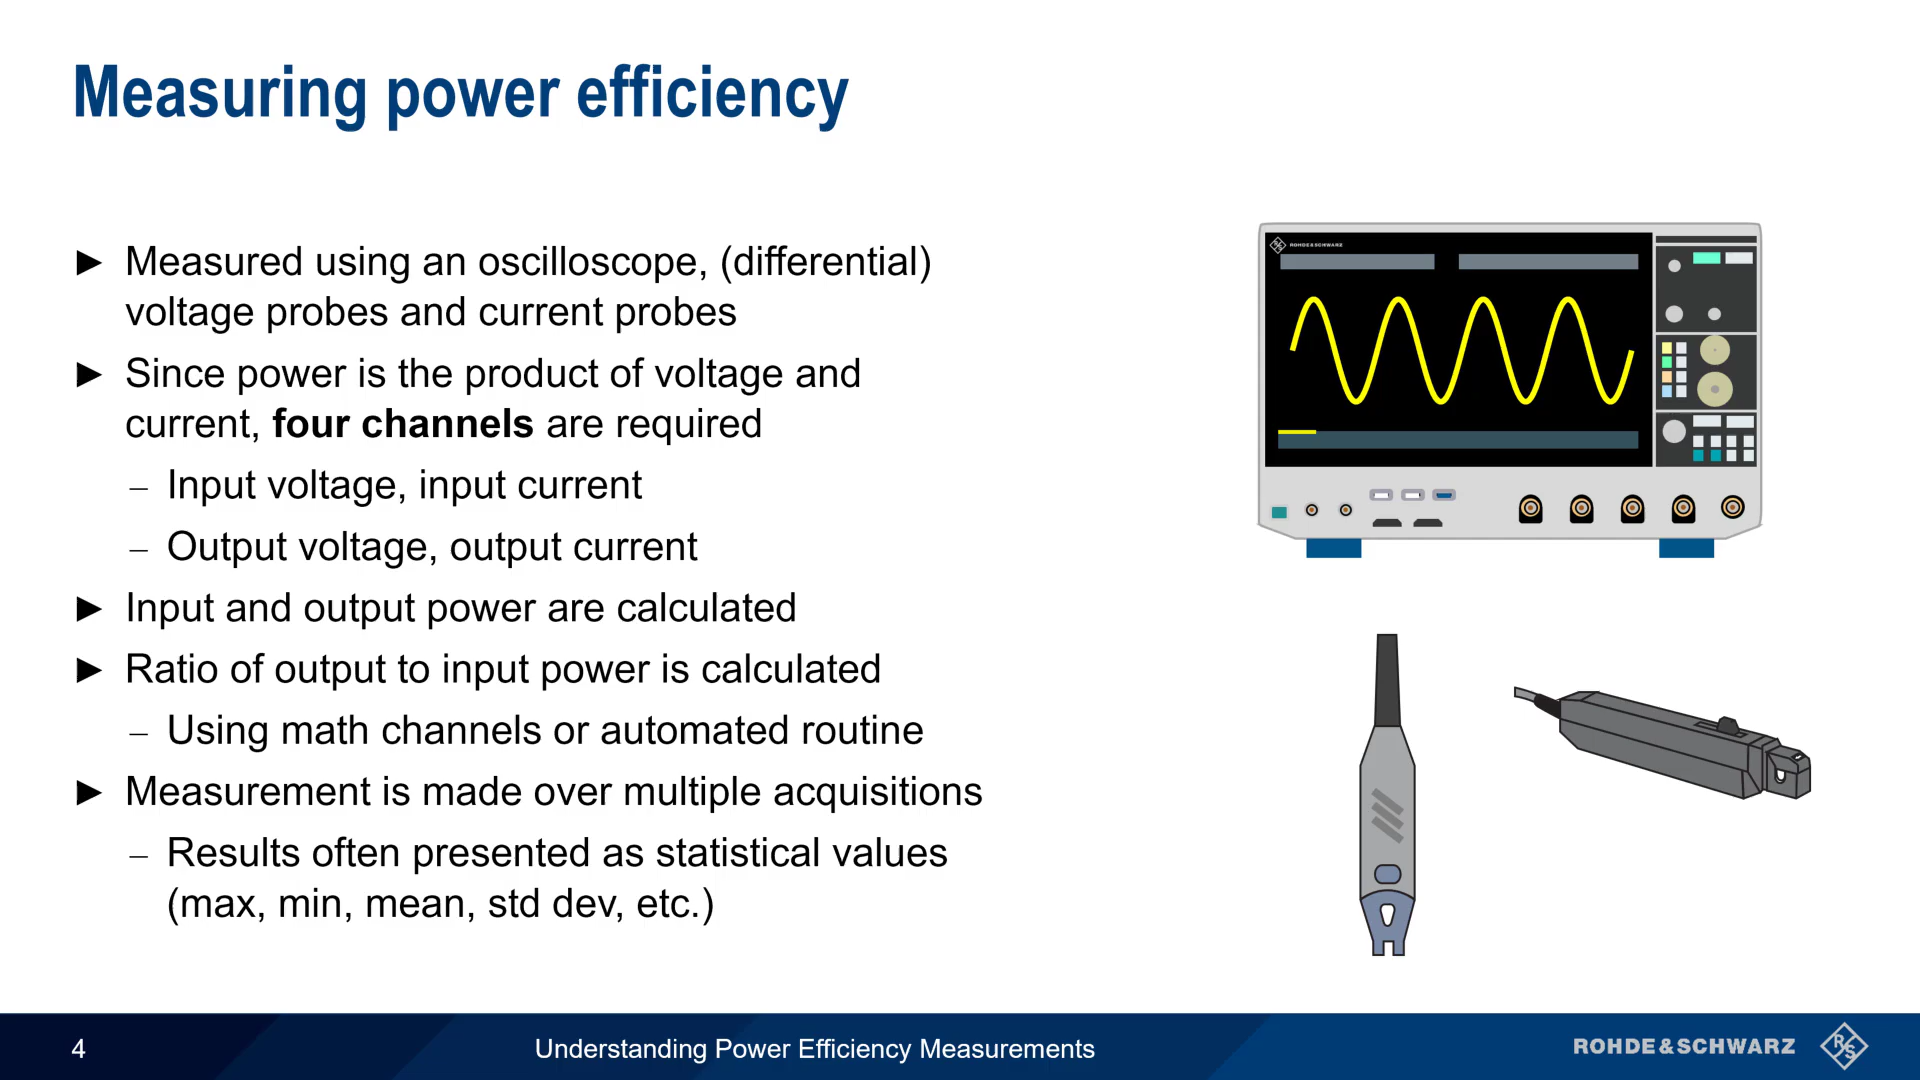 Measuring power efficiency
► Measured using an oscilloscope, (differential)
voltage probes and current probes
► Since power is the product of voltage and
current, four channels are required
– Input voltage, input current
– Output voltage, output current
► Input and output power are calculated
► Ratio of output to input power is calculated
– Using math channels or automated routine
► Measurement is made over multiple acquisitions
– Results often presented as statistical values
(max, min, mean, std dev, etc.)
ROHDE&SCHWARZ
4
Understanding Power Efficiency Measurements
ROHDE&SCHWARZ
R
S